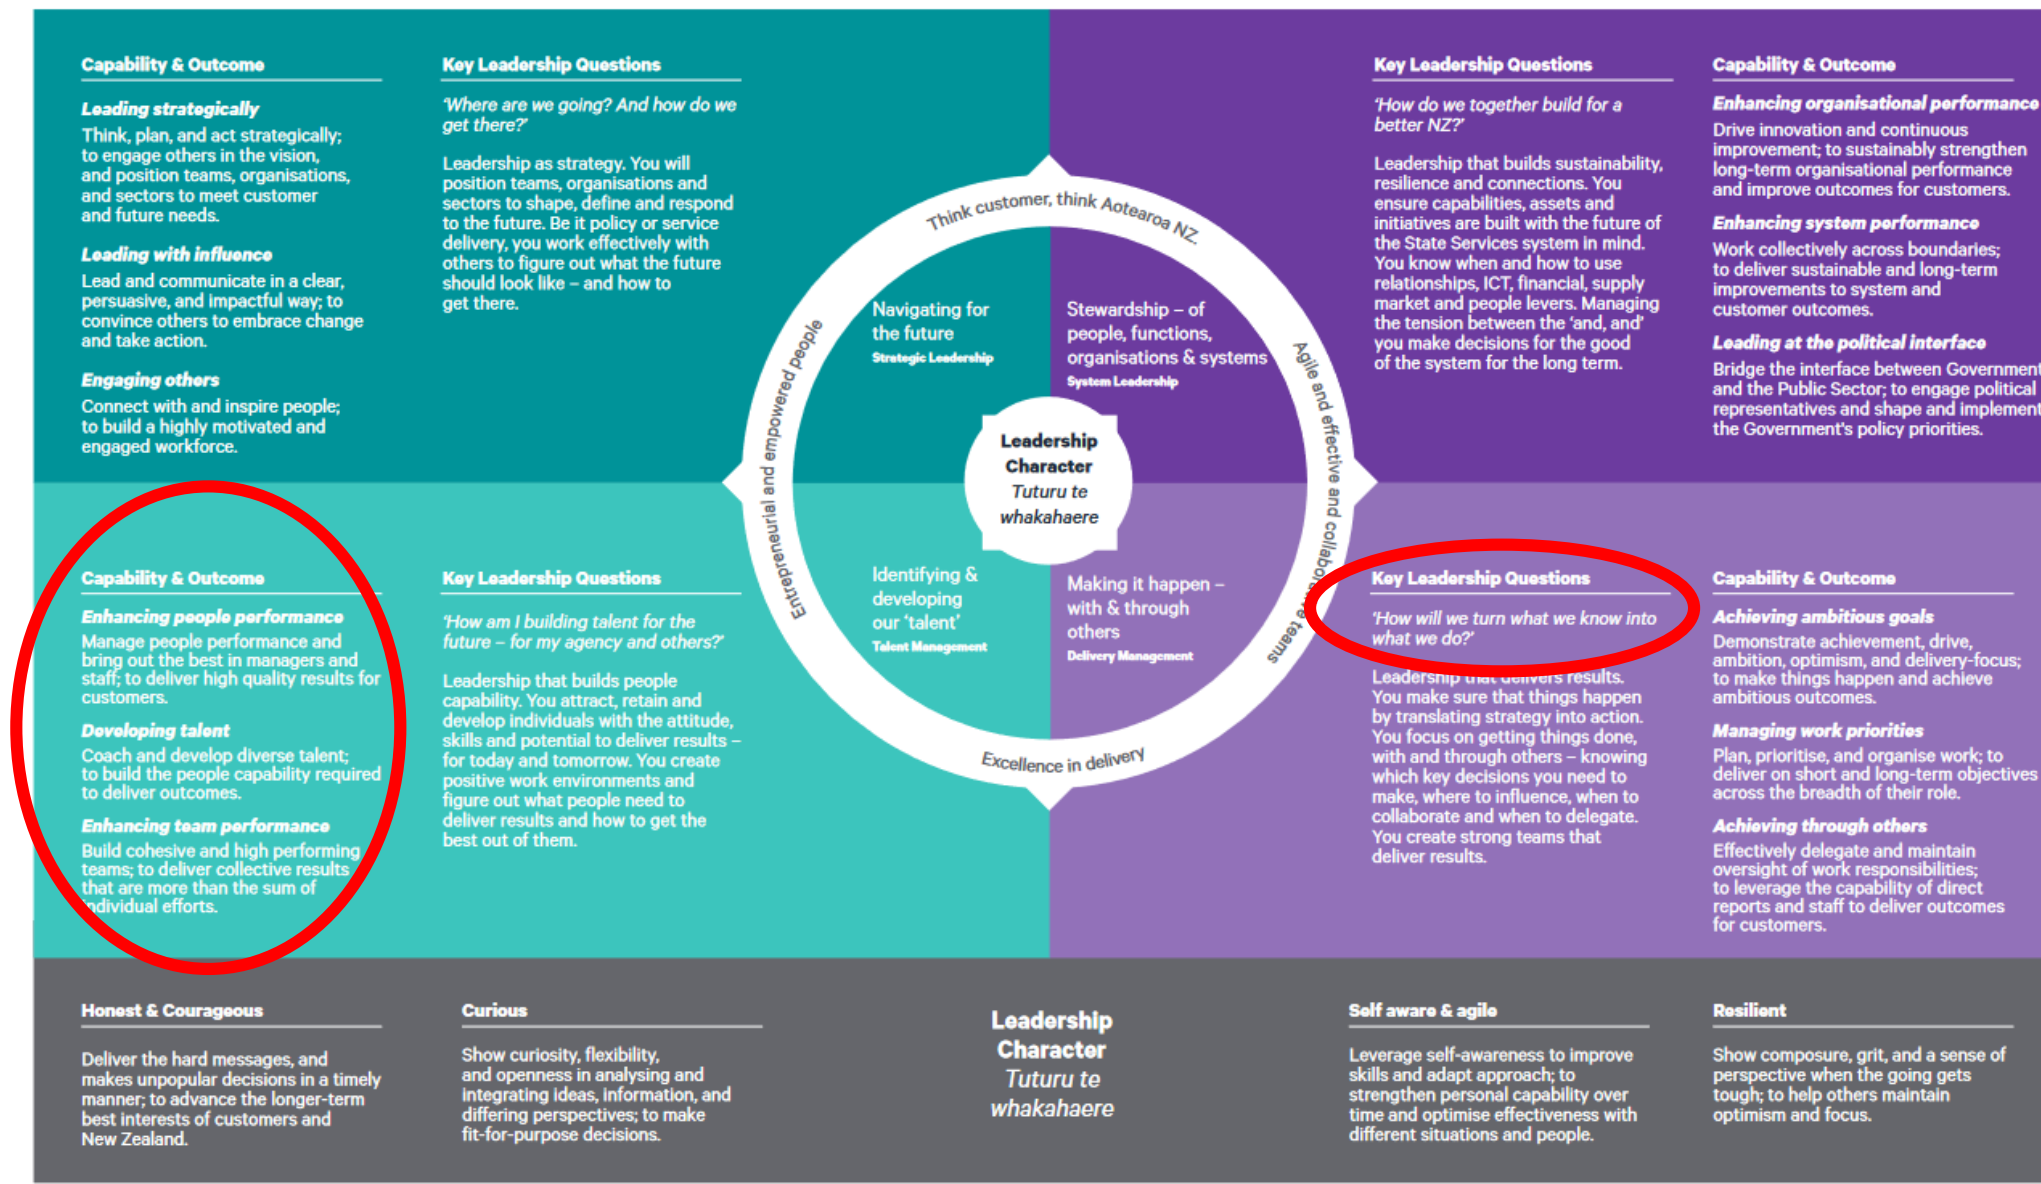 Capability & Outcome
Leading strategically
Think, plan, and act strategically;
to engage others in the vision,
and position teams, organisations,
and sectors to meet customer
and future needs.
Leading with influence
Lead and communicate in a clear,
persuasive, and impactful way; to
convince others to embrace change
and take action.
Engaging others
Connect with and inspire people;
to build a highly motivated and
engaged workforce.
Key Leadership Questions
‘Where are we going? And how do we
get there?’
Leadership as strategy. You will
position teams, organisations and
sectors to shape, define and respond
to the future. Be it policy or service
delivery, you work effectively with
others to figure out what the future
should look like – and how to
get there.
Key Leadership Questions
‘How do we together build for a
better NZ?’
Leadership that builds sustainability,
resilience and connections. You
ensure capabilities, assets and
initiatives are built with the future of
the State Services system in mind.
You know when and how to use
relationships, ICT, financial, supply
market and people levers. Managing
the tension between the ‘and, and’
you make decisions for the good
of the system for the long term.
Capability & Outcome
Enhancing organisational performance
Drive innovation and continuous
improvement; to sustainably strengthen
long-term organisational performance
and improve outcomes for customers.
Enhancing system performance
Work collectively across boundaries;
to deliver sustainable and long-term
improvements to system and
customer outcomes.
Leading at the political interface
Bridge the interface between Government
and the Public Sector; to engage political
representatives and shape and implement
the Government's policy priorities.
Think customer, think Aotearoa NZ.
Entrepreneurial and empowered people
Agile and effective and collaborative teams
Excellence in delivery
Navigating for
the future
Strategic Leadership
Stewardship – of
people, functions,
organisations & systems
System Leadership
Leadership
Character
Tuturu te
whakahaere
Identifying &
developing
our ‘talent’
Talent Management
Making it happen –
with & through
others
Delivery Management
Capability & Outcome
Enhancing people performance
Manage people performance and
bring out the best in managers and
staff; to deliver high quality results for
customers.
Developing talent
Coach and develop diverse talent;
to build the people capability required
to deliver outcomes.
Enhancing team performance
Build cohesive and high performing
teams; to deliver collective results
that are more than the sum of
individual efforts.
Key Leadership Questions
‘How am I building talent for the
future – for my agency and others?’
Leadership that builds people
capability. You attract, retain and
develop individuals with the attitude,
skills and potential to deliver results –
for today and tomorrow. You create
positive work environments and
figure out what people need to
deliver results and how to get the
best out of them.
Key Leadership Questions
‘How will we turn what we know into
what we do?’
Leadership that delivers results.
You make sure that things happen
by translating strategy into action.
You focus on getting things done,
with and through others – knowing
which key decisions you need to
make, where to influence, when to
collaborate and when to delegate.
You create strong teams that
deliver results.
Capability & Outcome
Achieving ambitious goals
Demonstrate achievement, drive,
ambition, optimism, and delivery-focus;
to make things happen and achieve
ambitious outcomes.
Managing work priorities
Plan, prioritise, and organise work; to
deliver on short and long-term objectives
across the breadth of their role.
Achieving through others
Effectively delegate and maintain
oversight of work responsibilities;
to leverage the capability of direct
reports and staff to deliver outcomes
for customers.
Honest & Courageous
Deliver the hard messages, and
makes unpopular decisions in a timely
manner; to advance the longer-term
best interests of customers and
New Zealand.
Curious
Show curiosity, flexibility,
and openness in analysing and
integrating ideas, information, and
differing perspectives; to make
fit-for-purpose decisions.
Leadership
Character
Tuturu te
whakahaere
Self aware & agile
Leverage self-awareness to improve
skills and adapt approach; to
strengthen personal capability over
time and optimise effectiveness with
different situations and people.
Resilient
Show composure, grit, and a sense of
perspective when the going gets
tough; to help others maintain
optimism and focus.